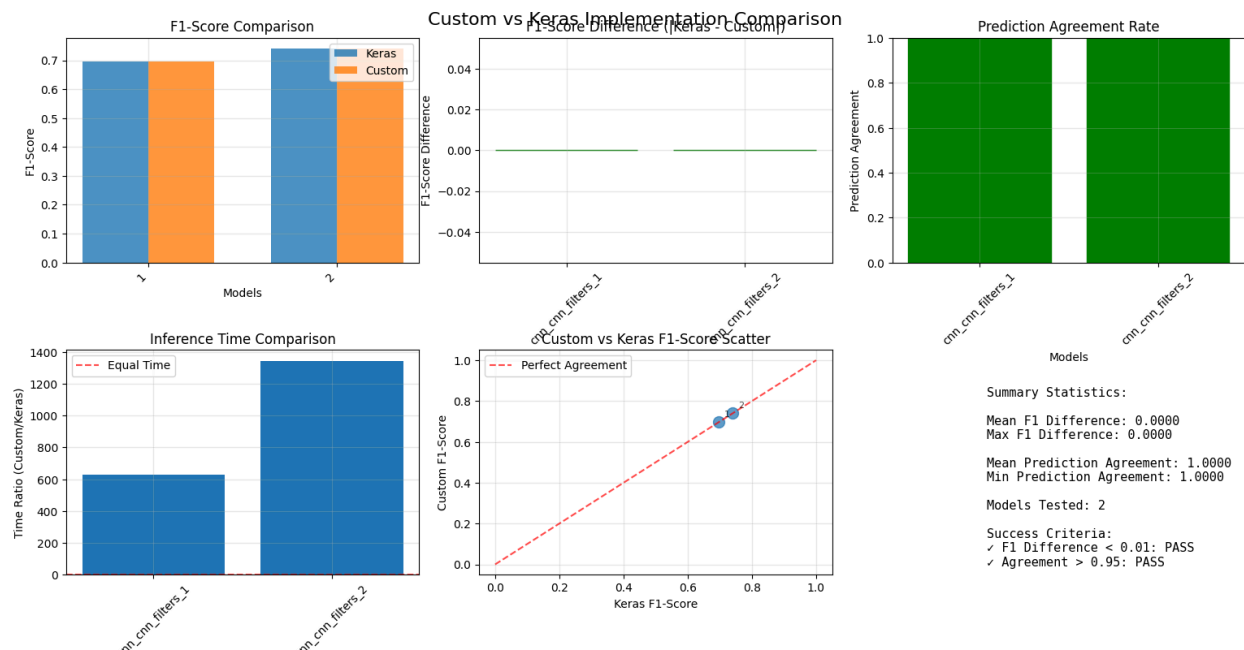 Custom vs Keras Implementation Comparison
F1-Score Comparison
F1-Score
0.7
0.6
0.5
0.4
0.3
0.2
0.1
0.0
Keras
Custom
1
2
Models
F1-Score Difference (|Keras - Custom|)
F1-Score Difference
0.04
0.02
0.00
−0.02
−0.04
cnn_cnn_filters_1
cnn_cnn_filters_2
Prediction Agreement Rate
Prediction Agreement
1.0
0.8
0.6
0.4
0.2
0.0
cnn_cnn_filters_1
cnn_cnn_filters_2
Models
Inference Time Comparison
Time Ratio (Custom/Keras)
1400
1200
1000
800
600
400
200
0
Equal Time
cnn_cnn_filters_1
cnn_cnn_filters_2
Custom vs Keras F1-Score Scatter
Custom F1-Score
1.0
0.8
0.6
0.4
0.2
0.0
Perfect Agreement
2
0.0
0.2
0.4
0.6
0.8
1.0
Keras F1-Score
Summary Statistics:
Mean F1 Difference: 0.0000
Max F1 Difference: 0.0000
Mean Prediction Agreement: 1.0000
Min Prediction Agreement: 1.0000
Models Tested: 2
Success Criteria:
✓ F1 Difference < 0.01: PASS
✓ Agreement > 0.95: PASS